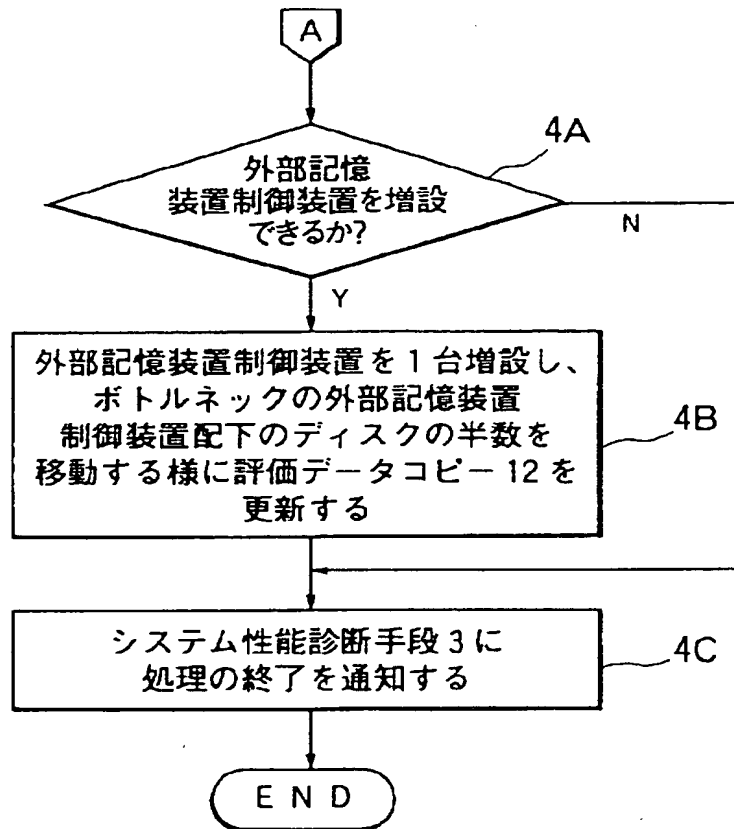 A
4A
外部記憶
装置制御装置を増設
できるか?
N
Y
外部記憶装置制御装置を1台増設し、
ボトルネックの外部記憶装置
制御装置配下のディスクの半数を
移動する様に評価データコピー12を
更新する
4B
システム性能診断手段3に
処理の終了を通知する
4C
END